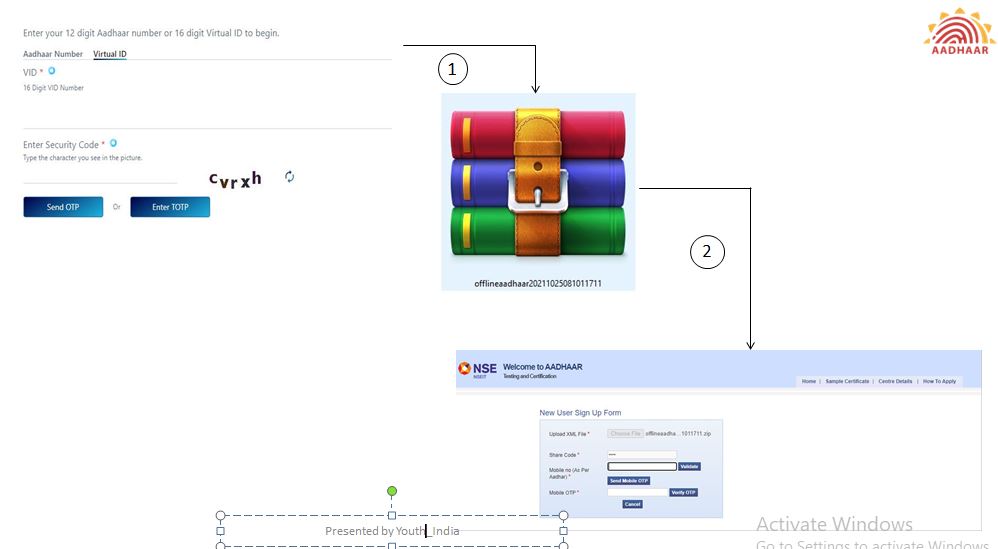 Enter your 12 digit Aadhaar number or 16 digit Virtual ID to begin.
Aadhaar Number Virtual ID
VID *
16 Digit VID Number
Enter Security Code *
Type the character you see in the picture.
cvrxh
Send OTP Or Enter TOTP
1
AADHAAR
offlineaadhaar20211025081011711
2
NSE Welcome to AADHAAR
NSEIT Testing and Certification
Home | Sample Certificate | Centre Details | How To Apply
New User Sign Up Form
Upload XML File * Choose File offlineaadha...1011711.zip
Share Code * ····
Mobile no (As Per Validate
Aadhar) *
Send Mobile OTP
Mobile OTP * Verify OTP
Cancel
Presented by Youth_India
Activate Windows
Go to Settings to activate Windows